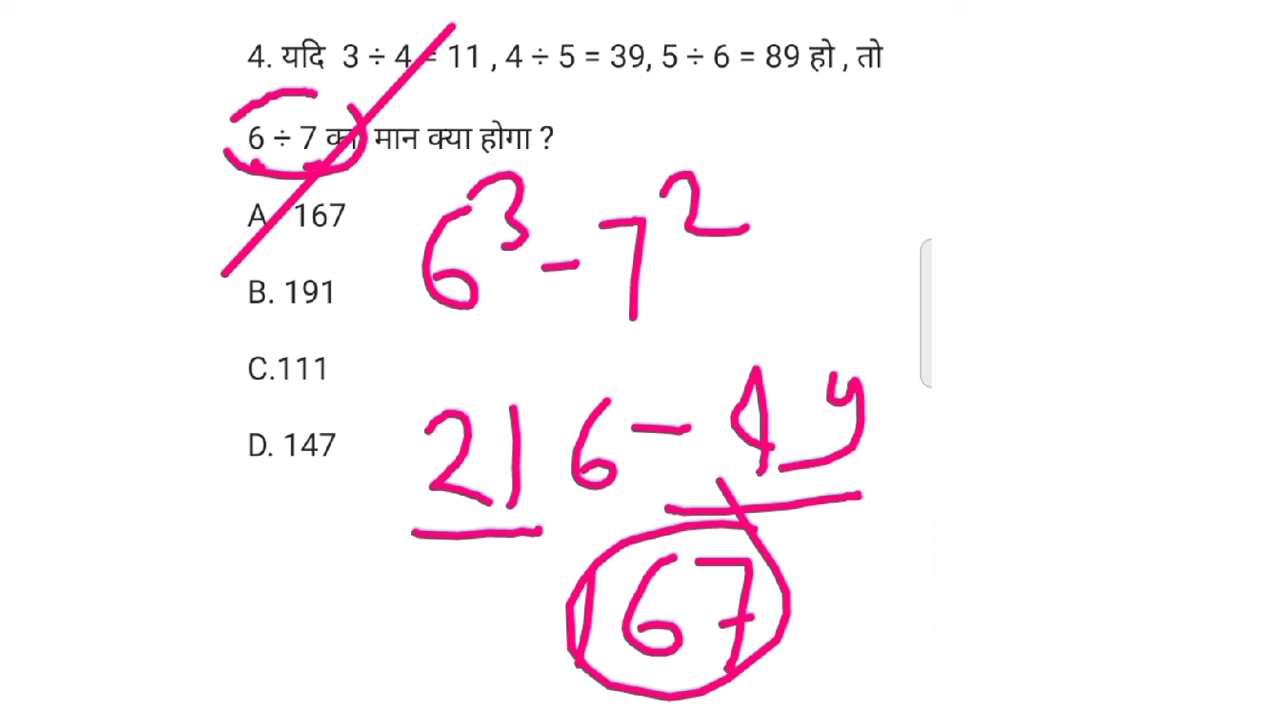 4. यदि 3 ÷ 4 = 11 , 4 ÷ 5 = 39, 5 ÷ 6 = 89 हो , तो
6 ÷ 7 का मान क्या होगा ?
A. 167
B. 191
C.111
D. 147
6³ - 7²
216 - 49
167